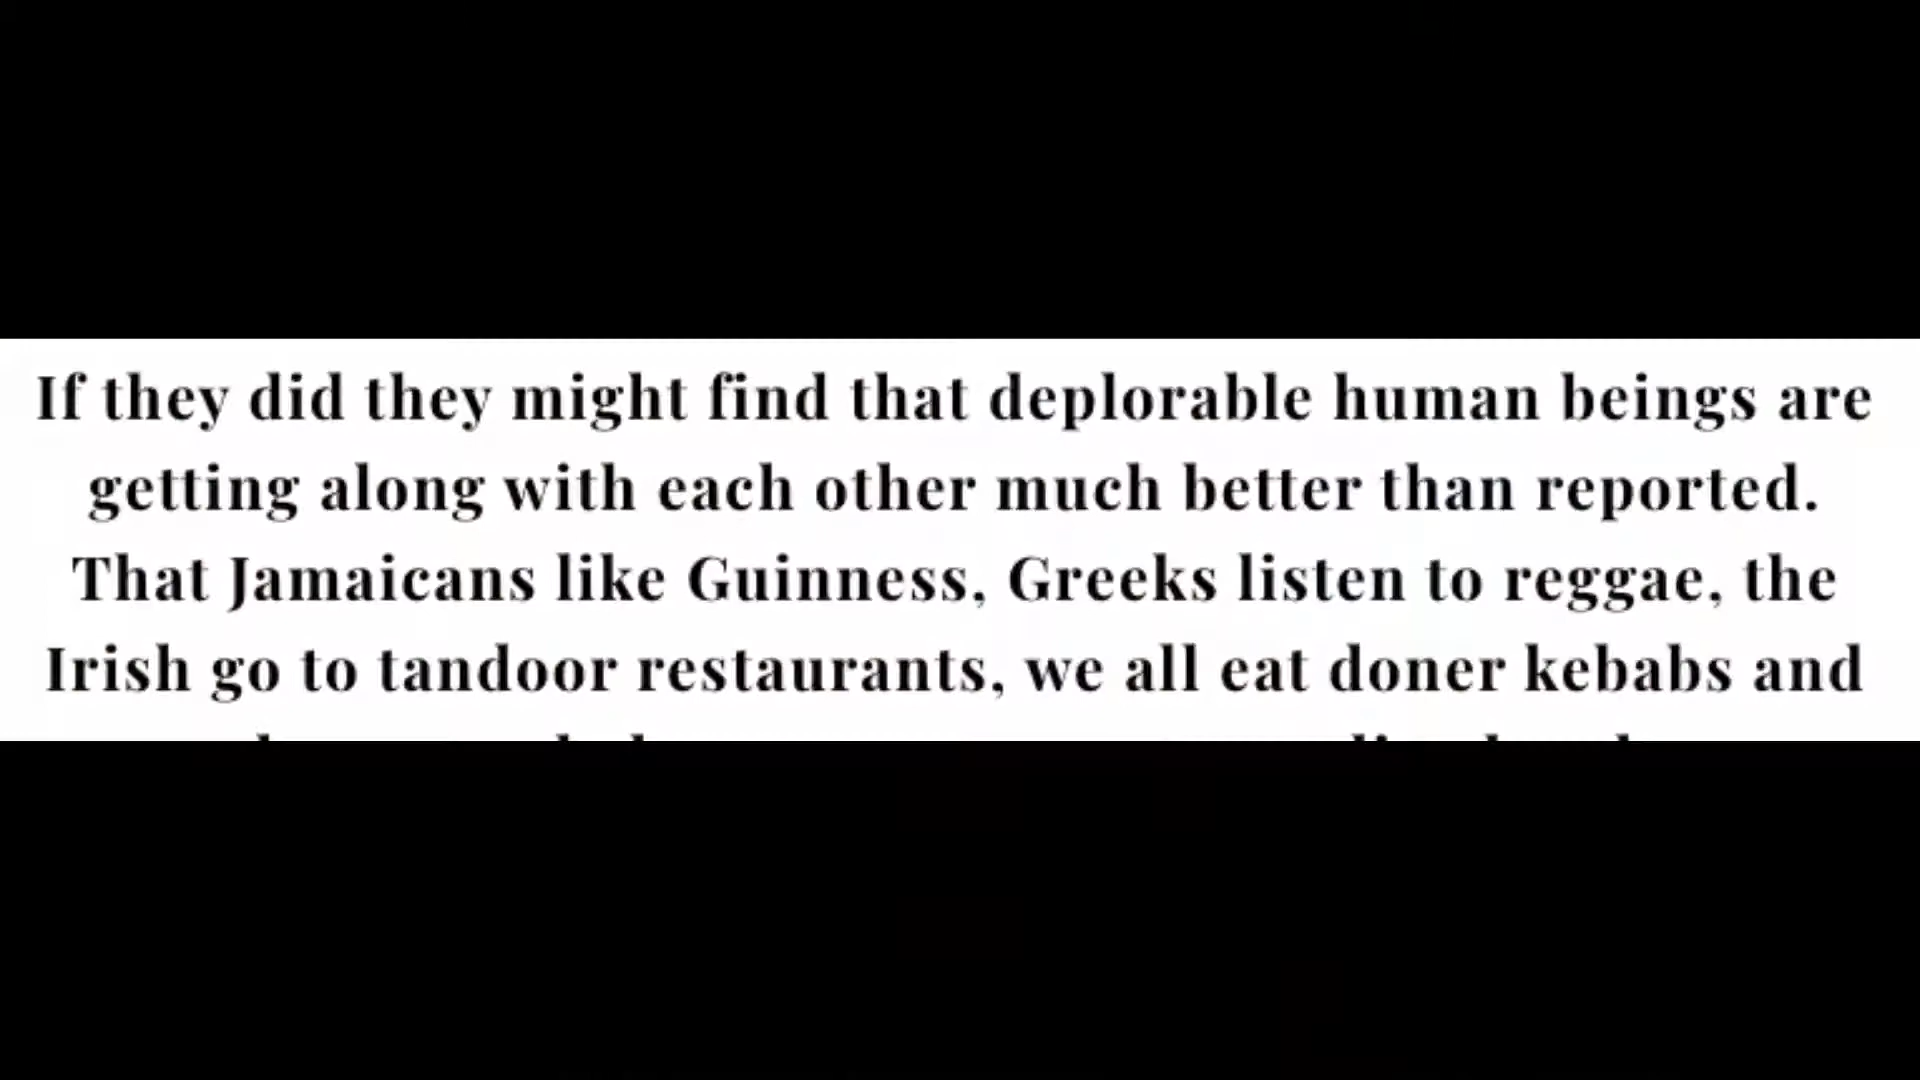 If they did they might find that deplorable human beings are
getting along with each other much better than reported.
That Jamaicans like Guinness, Greeks listen to reggae, the
Irish go to tandoor restaurants, we all eat doner kebabs and